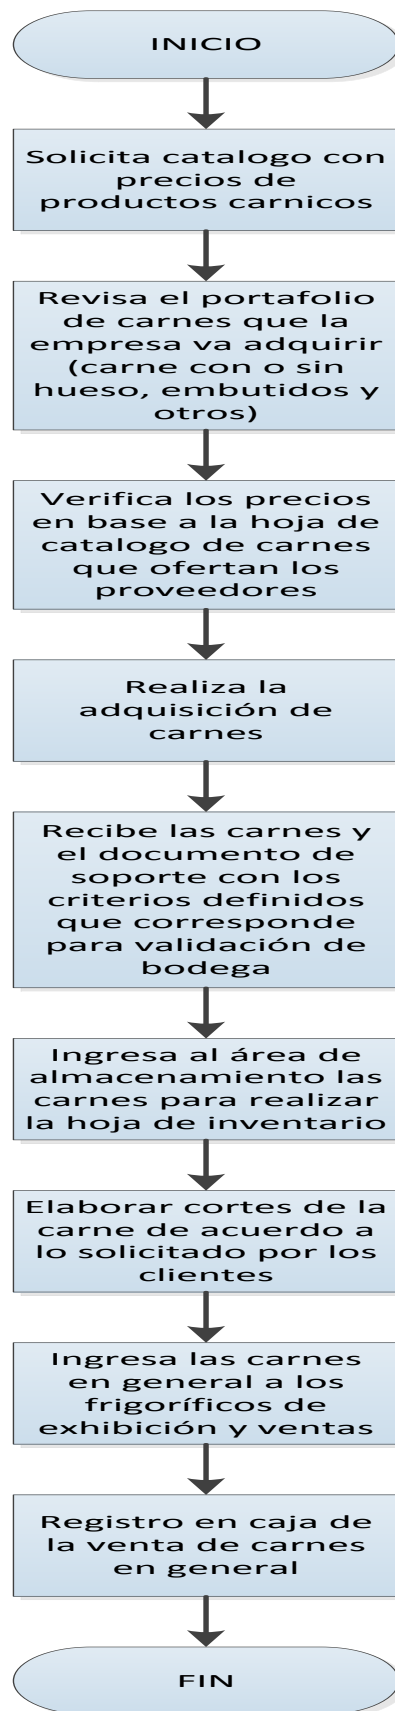 INICIO
Solicita catalogo con
precios de
productos carnicos
Revisa el portafolio
de carnes que la
empresa va adquirir
(carne con o sin
hueso, embutidos y
otros)
Verifica los precios
en base a la hoja de
catalogo de carnes
que ofertan los
proveedores
Realiza la
adquisición de
carnes
Recibe las carnes y
el documento de
soporte con los
criterios definidos
que corresponde
para validación de
bodega
Ingresa al área de
almacenamiento las
carnes para realizar
la hoja de inventario
Elaborar cortes de la
carne de acuerdo a
lo solicitado por los
clientes
Ingresa las carnes
en general a los
frigoríficos de
exhibición y ventas
Registro en caja de
la venta de carnes
en general
FIN